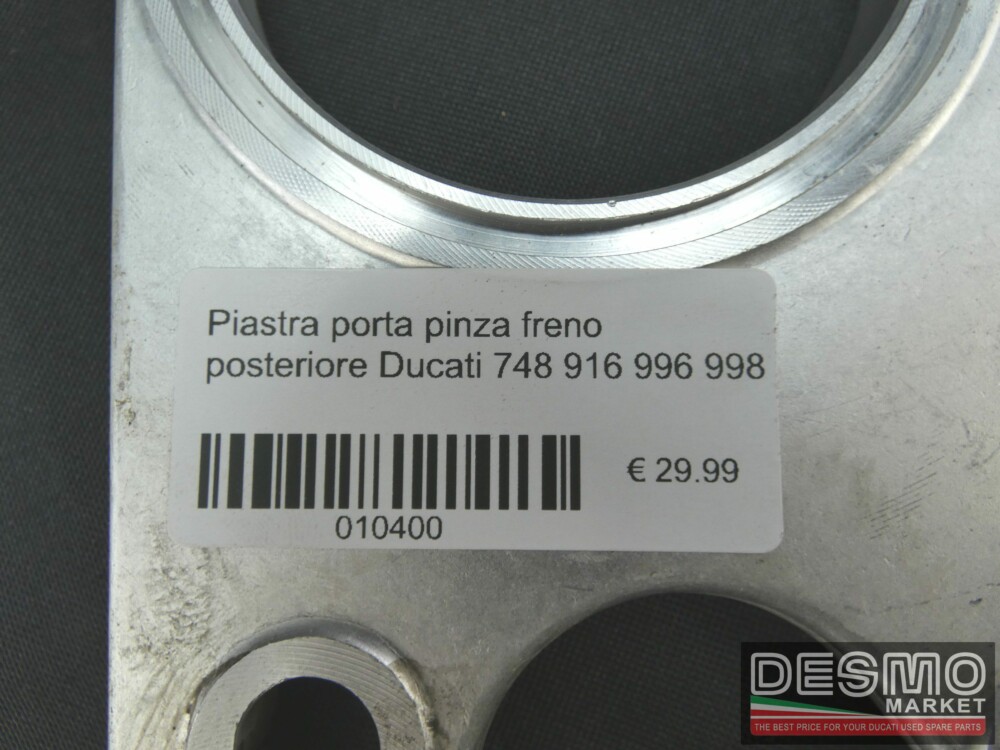 Piastra porta pinza freno
posteriore Ducati 748 916 996 998
€ 29.99
010400
DESMO
MARKET
THE BEST PRICE FOR YOUR DUCATI USED SPARE PARTS